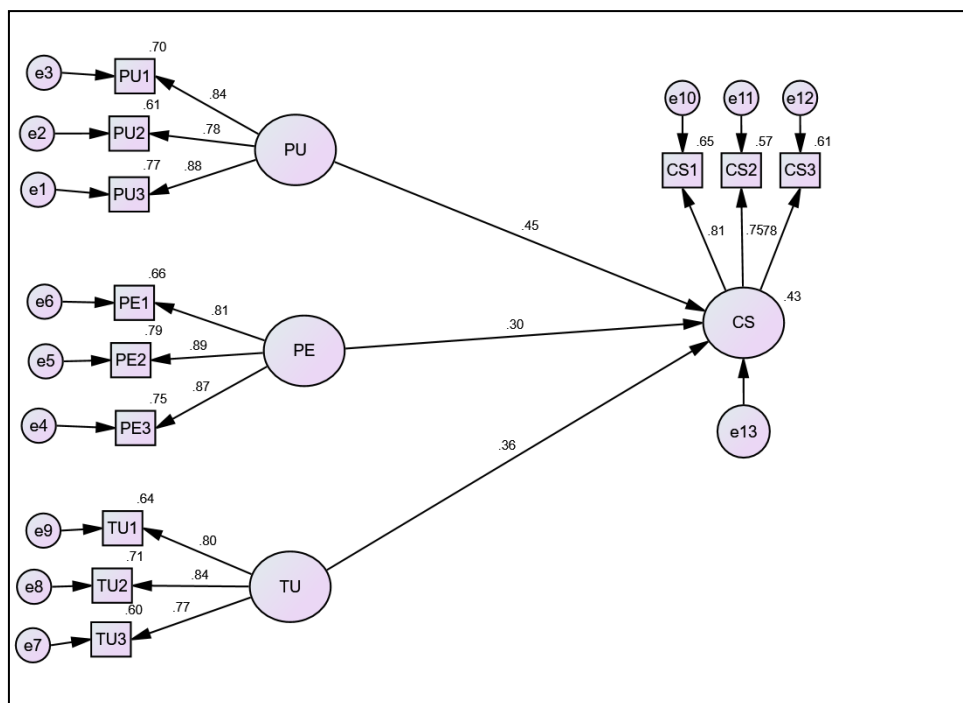 .70
e3
PU1
.84
.61
e2
PU2
.78
PU
.77
.88
e1
PU3
.45
.66
e6
PE1
.81
.79
e5
PE2
.89
PE
.30
.75
.87
e4
PE3
.36
.64
e9
TU1
.80
.71
e8
TU2
.84
TU
.60
.77
e7
TU3
e10
e11
e12
.65
.57
.61
CS1
CS2
CS3
.81
.75
.78
.43
CS
e13